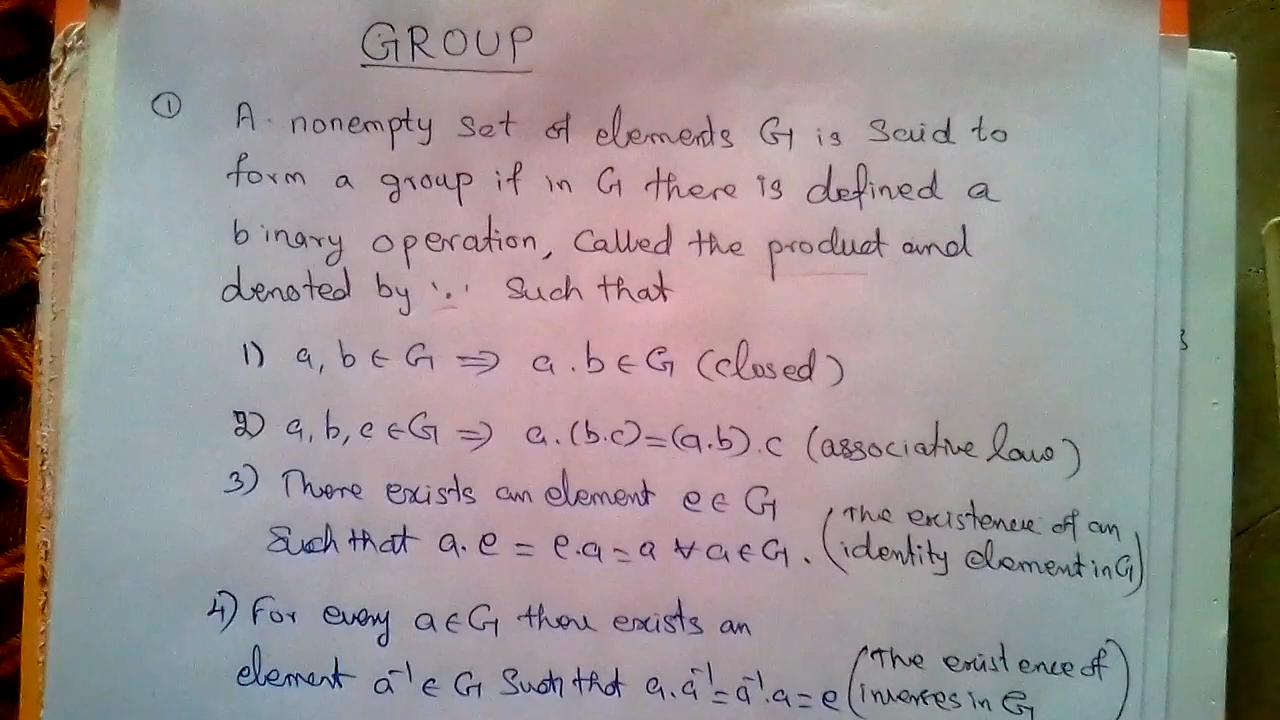 GROUP
① A nonempty set of elements G is said to
form a group if in G there is defined a
binary operation, called the product and
denoted by '.' such that
1) a, b ∈ G ⇒ a . b ∈ G (closed)
2) a, b, c ∈ G ⇒ a.(b.c)=(a.b).c (associative law)
3) There exists an element e ∈ G
such that a.e = e.a = a ∀ a ∈ G. (The existence of an
identity element in G)
4) For every a ∈ G there exists an
element a⁻¹ ∈ G such that a.a⁻¹=a⁻¹.a=e (The existence of
inverses in G)